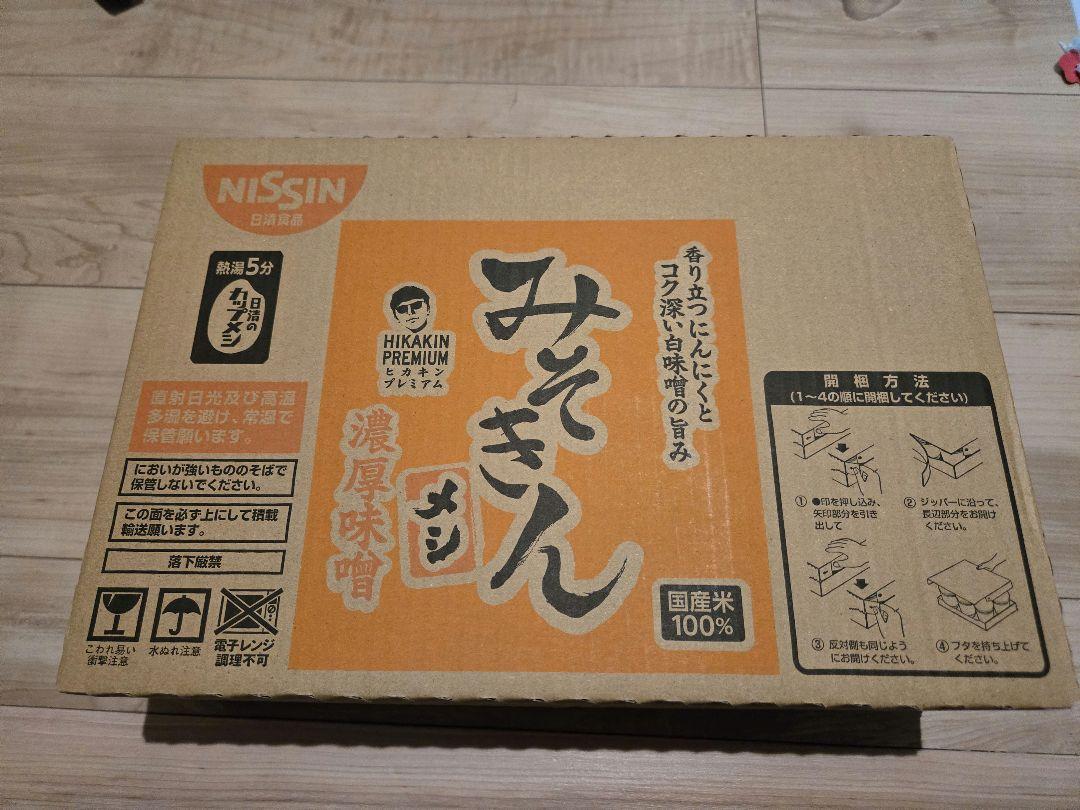 NISSIN
日清食品
熱湯5分
日清の
カップメシ
直射日光及び高温
多湿を避け、常温で
保管願います。
においが強いもののそばで
保管しないでください。
この面を必ず上にして積載
輸送願います。
落下厳禁
こわれ易い
衝撃注意
水ぬれ注意
電子レンジ
調理不可
HIKAKIN
PREMIUM
ヒカキン
プレミアム
みそきん
メシ
濃厚味噌
香り立つにんにくと
コク深い白味噌の旨み
国産米
100%
開梱方法
(1～4の順に開梱してください)
① ●印を押し込み、
矢印部分を引き
出して
② ジッパーに沿って、
長辺部分をお開け
ください。
③ 反対側も同じよう
にお開けください。
④ フタを持ち上げて
ください。